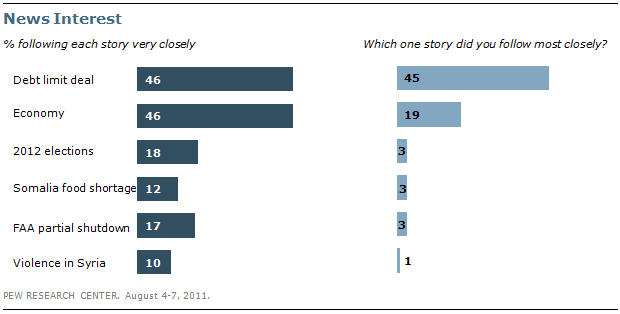 News Interest
% following each story very closely
Which one story did you follow most closely?
Debt limit deal 46 45
Economy 46 19
2012 elections 18 3
Somalia food shortage 12 3
FAA partial shutdown 17 3
Violence in Syria 10 1
PEW RESEARCH CENTER. August 4-7, 2011.